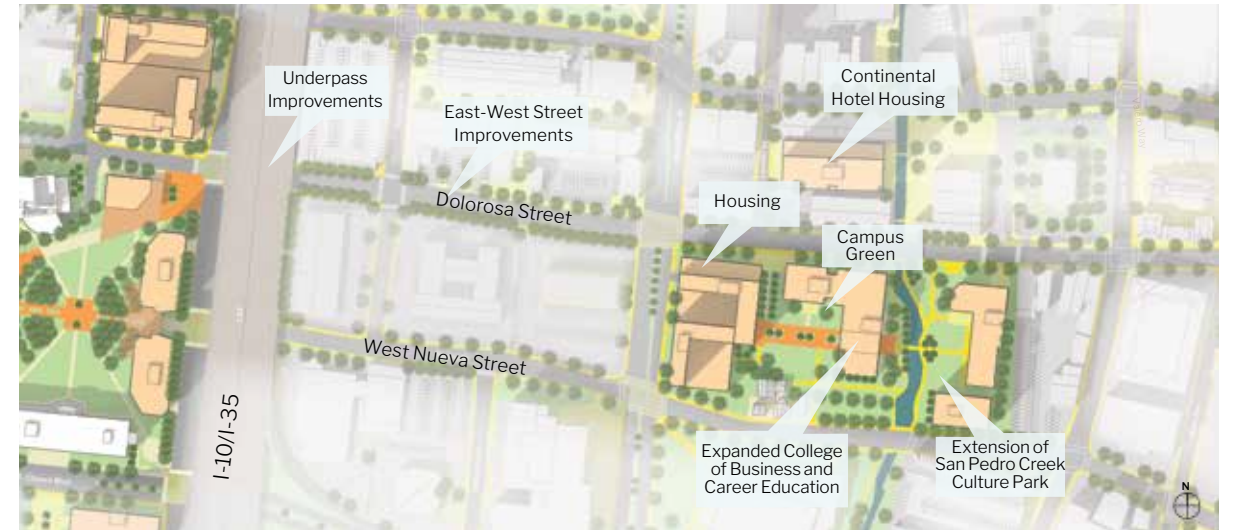 Underpass
Improvements
East-West Street
Improvements
Continental
Hotel Housing
Dolorosa Street
Housing
Campus
Green
West Nueva Street
I-10/I-35
Expanded College
of Business and
Career Education
Extension of
San Pedro Creek
Culture Park
N